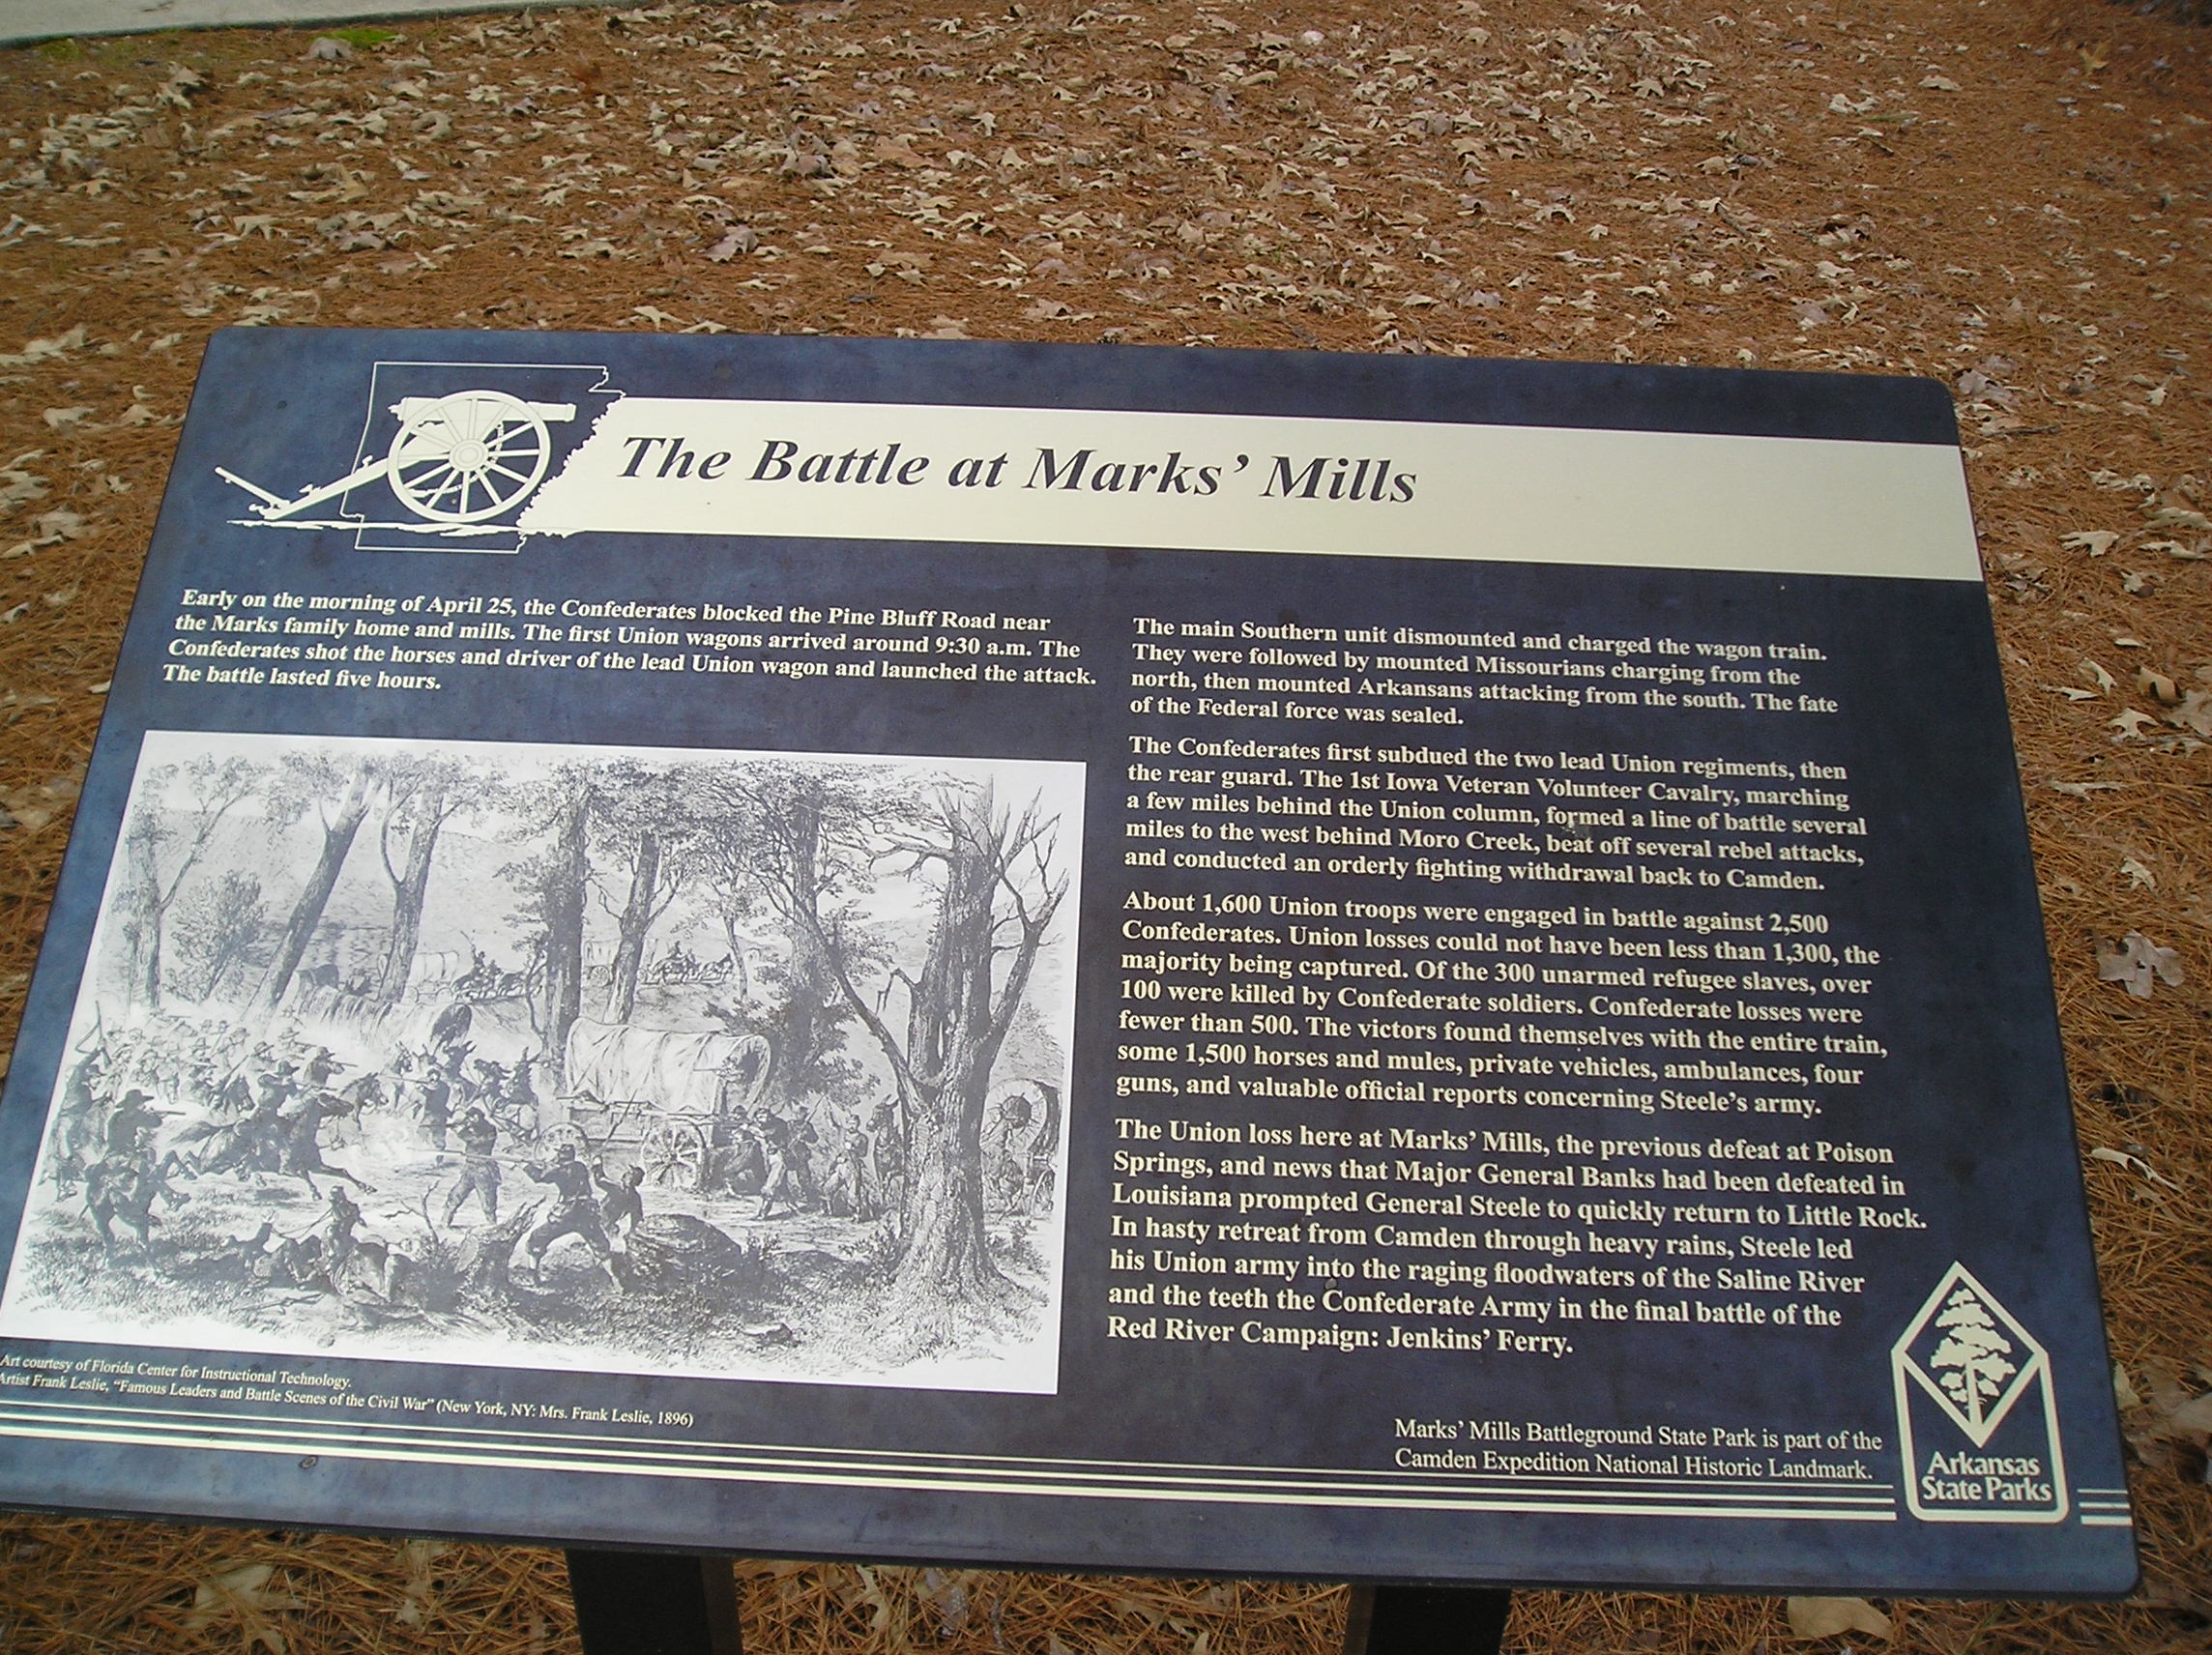 The Battle at Marks' Mills
Early on the morning of April 25, the Confederates blocked the Pine Bluff Road near
the Marks family home and mills. The first Union wagons arrived around 9:30 a.m. The
Confederates shot the horses and driver of the lead Union wagon and launched the attack.
The battle lasted five hours.
Art courtesy of Florida Center for Instructional Technology.
Artist Frank Leslie, "Famous Leaders and Battle Scenes of the Civil War" (New York, NY: Mrs. Frank Leslie, 1896)
The main Southern unit dismounted and charged the wagon train.
They were followed by mounted Missourians charging from the
north, then mounted Arkansans attacking from the south. The fate
of the Federal force was sealed.
The Confederates first subdued the two lead Union regiments, then
the rear guard. The 1st Iowa Veteran Volunteer Cavalry, marching
a few miles behind the Union column, formed a line of battle several
miles to the west behind Moro Creek, beat off several rebel attacks,
and conducted an orderly fighting withdrawal back to Camden.
About 1,600 Union troops were engaged in battle against 2,500
Confederates. Union losses could not have been less than 1,300, the
majority being captured. Of the 300 unarmed refugee slaves, over
100 were killed by Confederate soldiers. Confederate losses were
fewer than 500. The victors found themselves with the entire train,
some 1,500 horses and mules, private vehicles, ambulances, four
guns, and valuable official reports concerning Steele's army.
The Union loss here at Marks' Mills, the previous defeat at Poison
Springs, and news that Major General Banks had been defeated in
Louisiana prompted General Steele to quickly return to Little Rock.
In hasty retreat from Camden through heavy rains, Steele led
his Union army into the raging floodwaters of the Saline River
and the teeth the Confederate Army in the final battle of the
Red River Campaign: Jenkins' Ferry.
Marks' Mills Battleground State Park is part of the
Camden Expedition National Historic Landmark.
Arkansas
State Parks